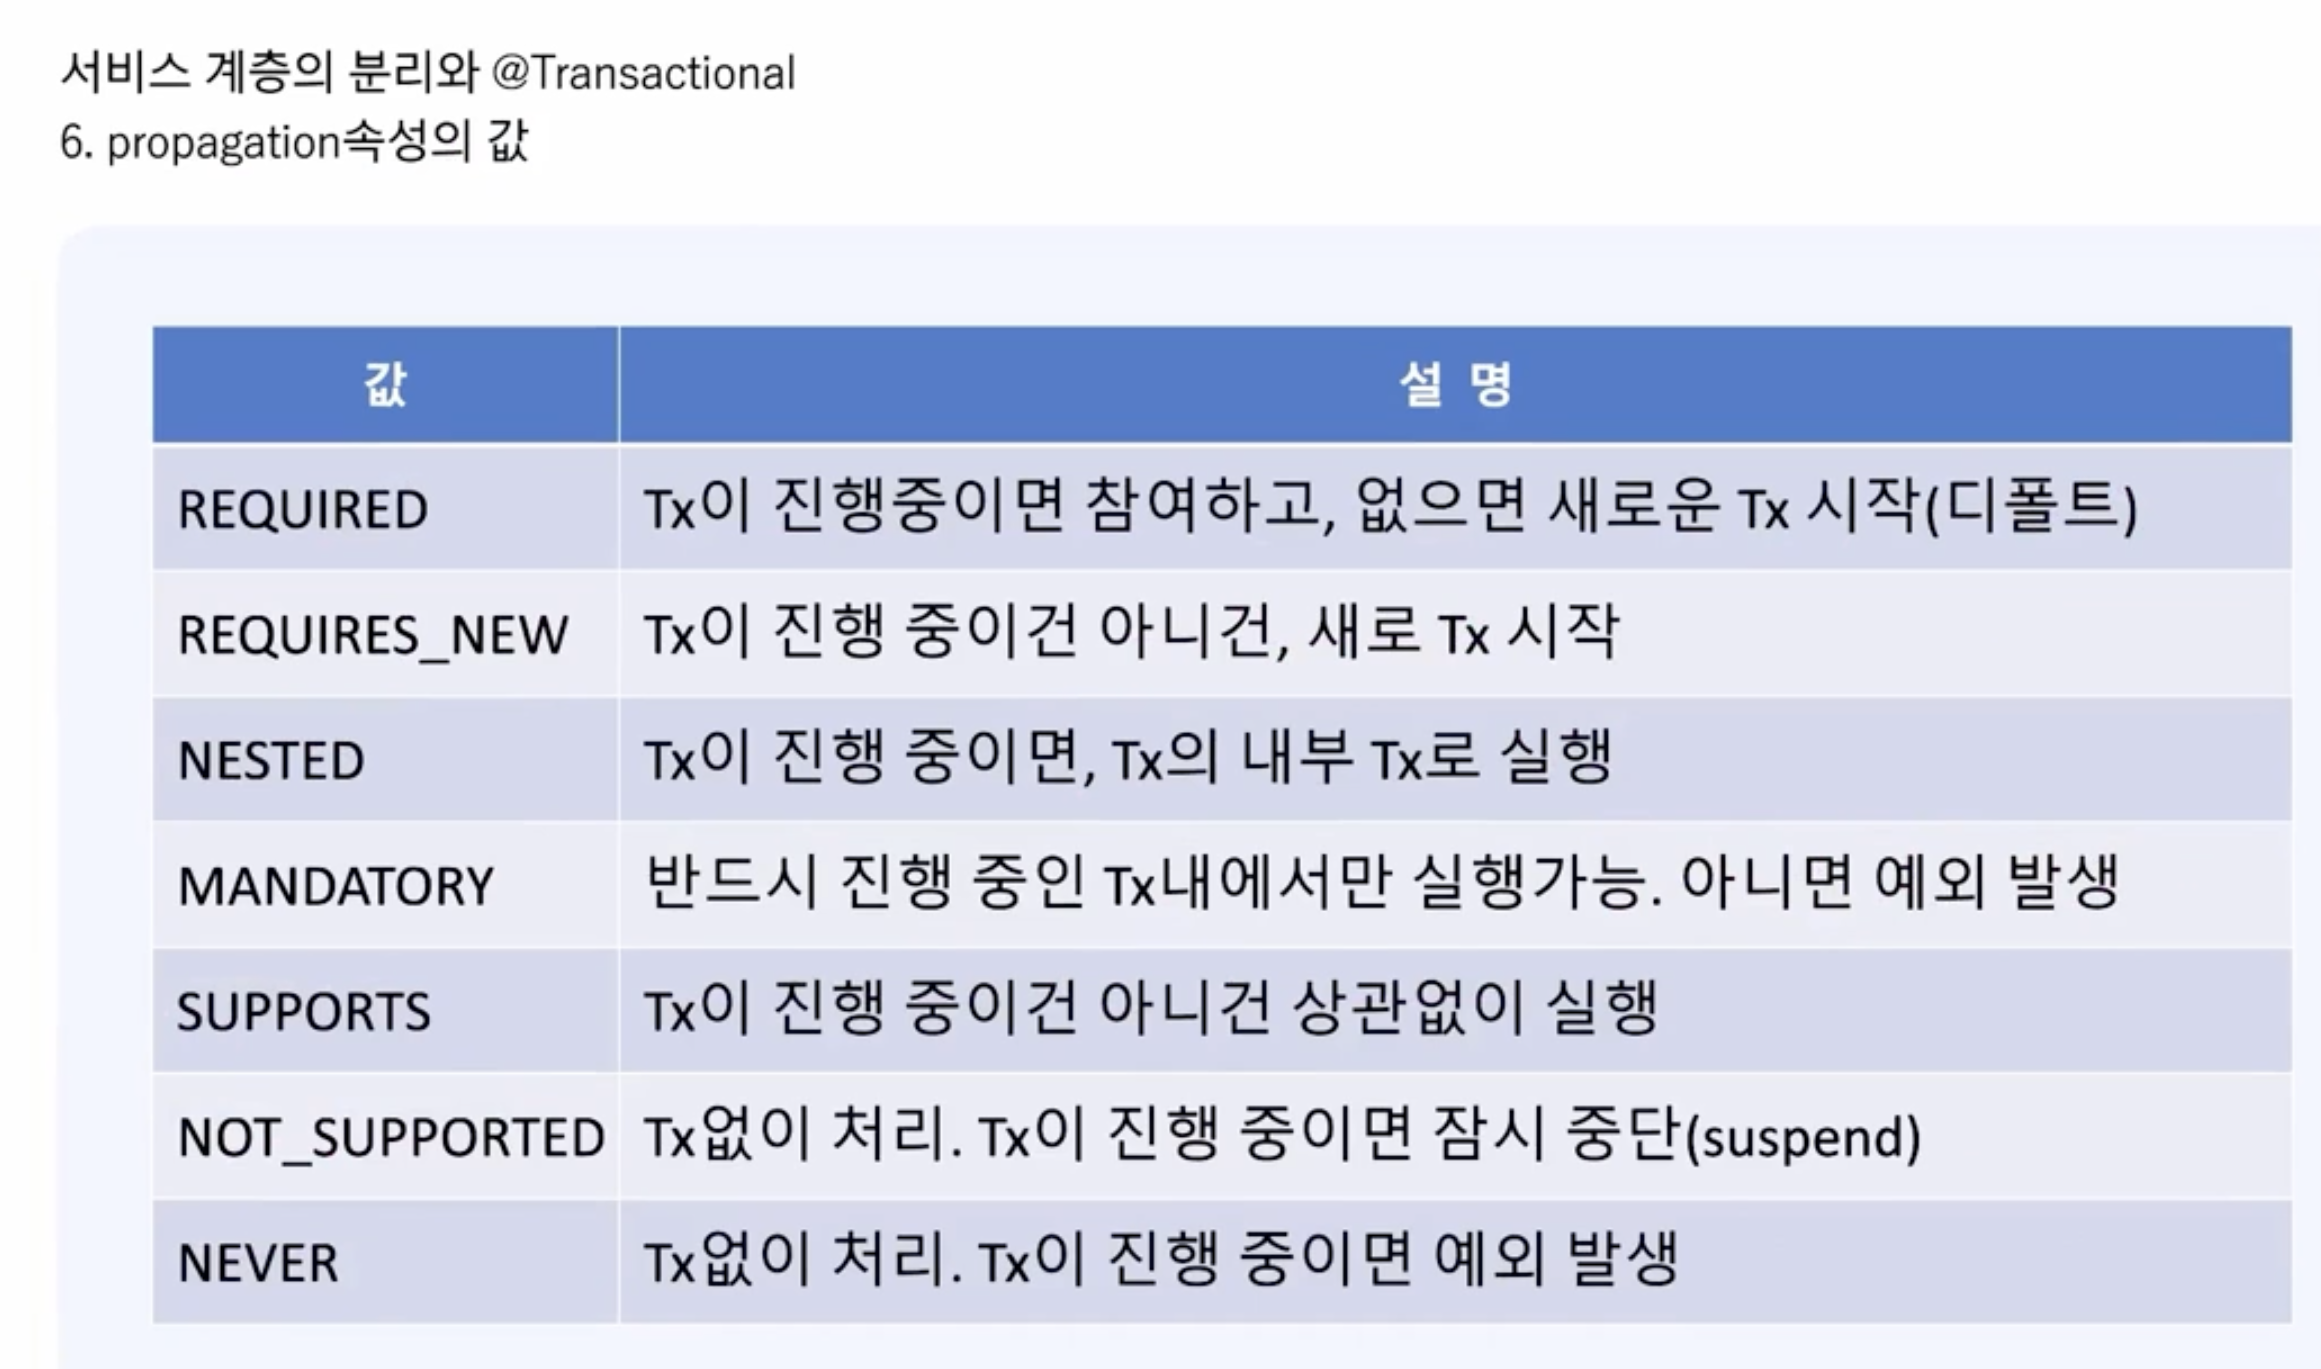 서비스 계층의 분리와 @Transactional
6. propagation속성의 값
값 설 명
REQUIRED Tx이 진행중이면 참여하고, 없으면 새로운 Tx 시작(디폴트)
REQUIRES_NEW Tx이 진행 중이건 아니건, 새로 Tx 시작
NESTED Tx이 진행 중이면, Tx의 내부 Tx로 실행
MANDATORY 반드시 진행 중인 Tx내에서만 실행가능. 아니면 예외 발생
SUPPORTS Tx이 진행 중이건 아니건 상관없이 실행
NOT_SUPPORTED Tx없이 처리. Tx이 진행 중이면 잠시 중단(suspend)
NEVER Tx없이 처리. Tx이 진행 중이면 예외 발생